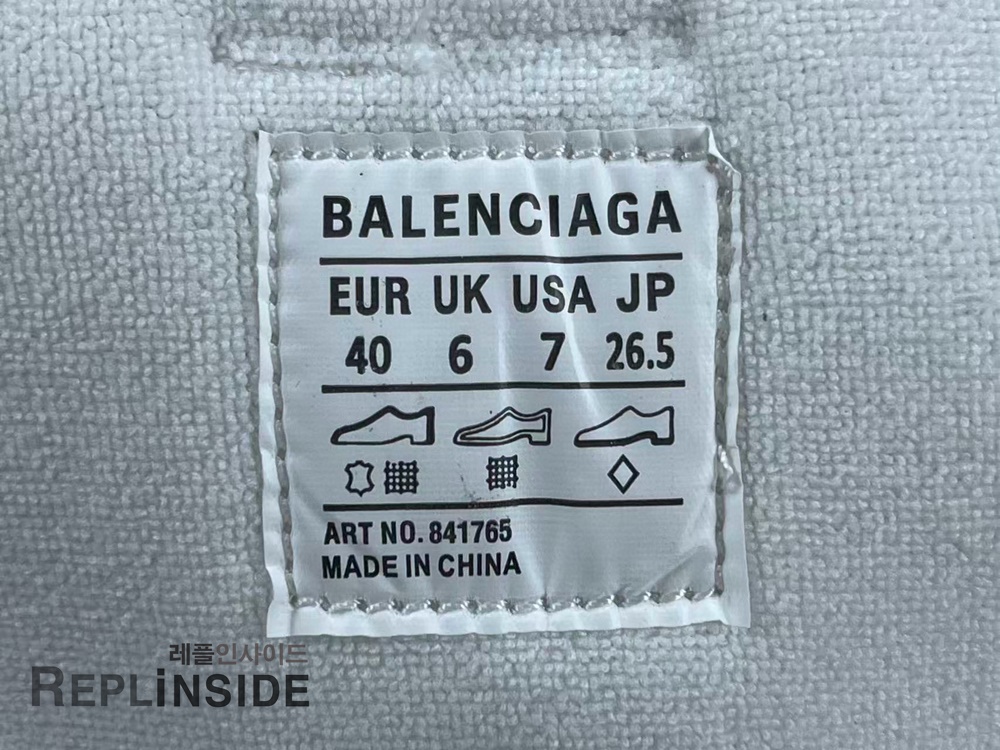 BALENCIAGA
EUR UK USA JP
40 6 7 26.5
ART NO. 841765
MADE IN CHINA
레플인사이드
REPLINSIDE